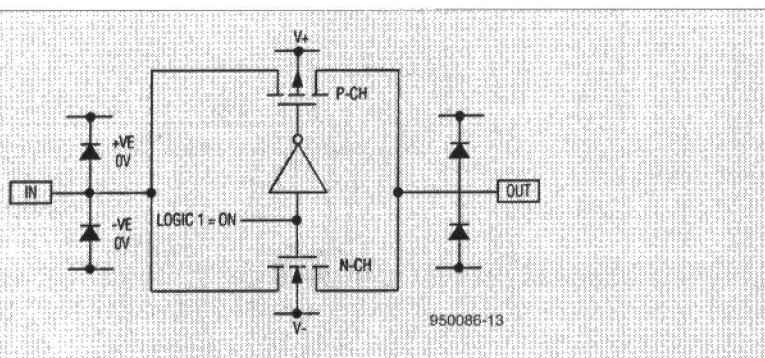 V+
P-CH
+VE
0V
IN
OUT
LOGIC 1 = ON
-VE
0V
N-CH
V-
950086-13